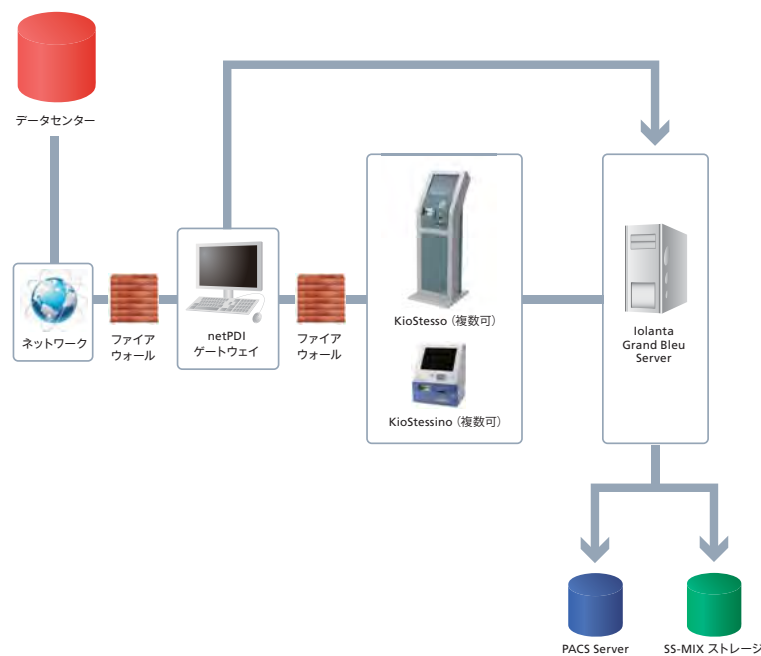 データセンター
ネットワーク
ファイア
ウォール
netPDI
ゲートウェイ
ファイア
ウォール
KioStesso (複数可)
KioStessino (複数可)
Iolanta
Grand Bleu
Server
PACS Server
SS-MIX ストレージ